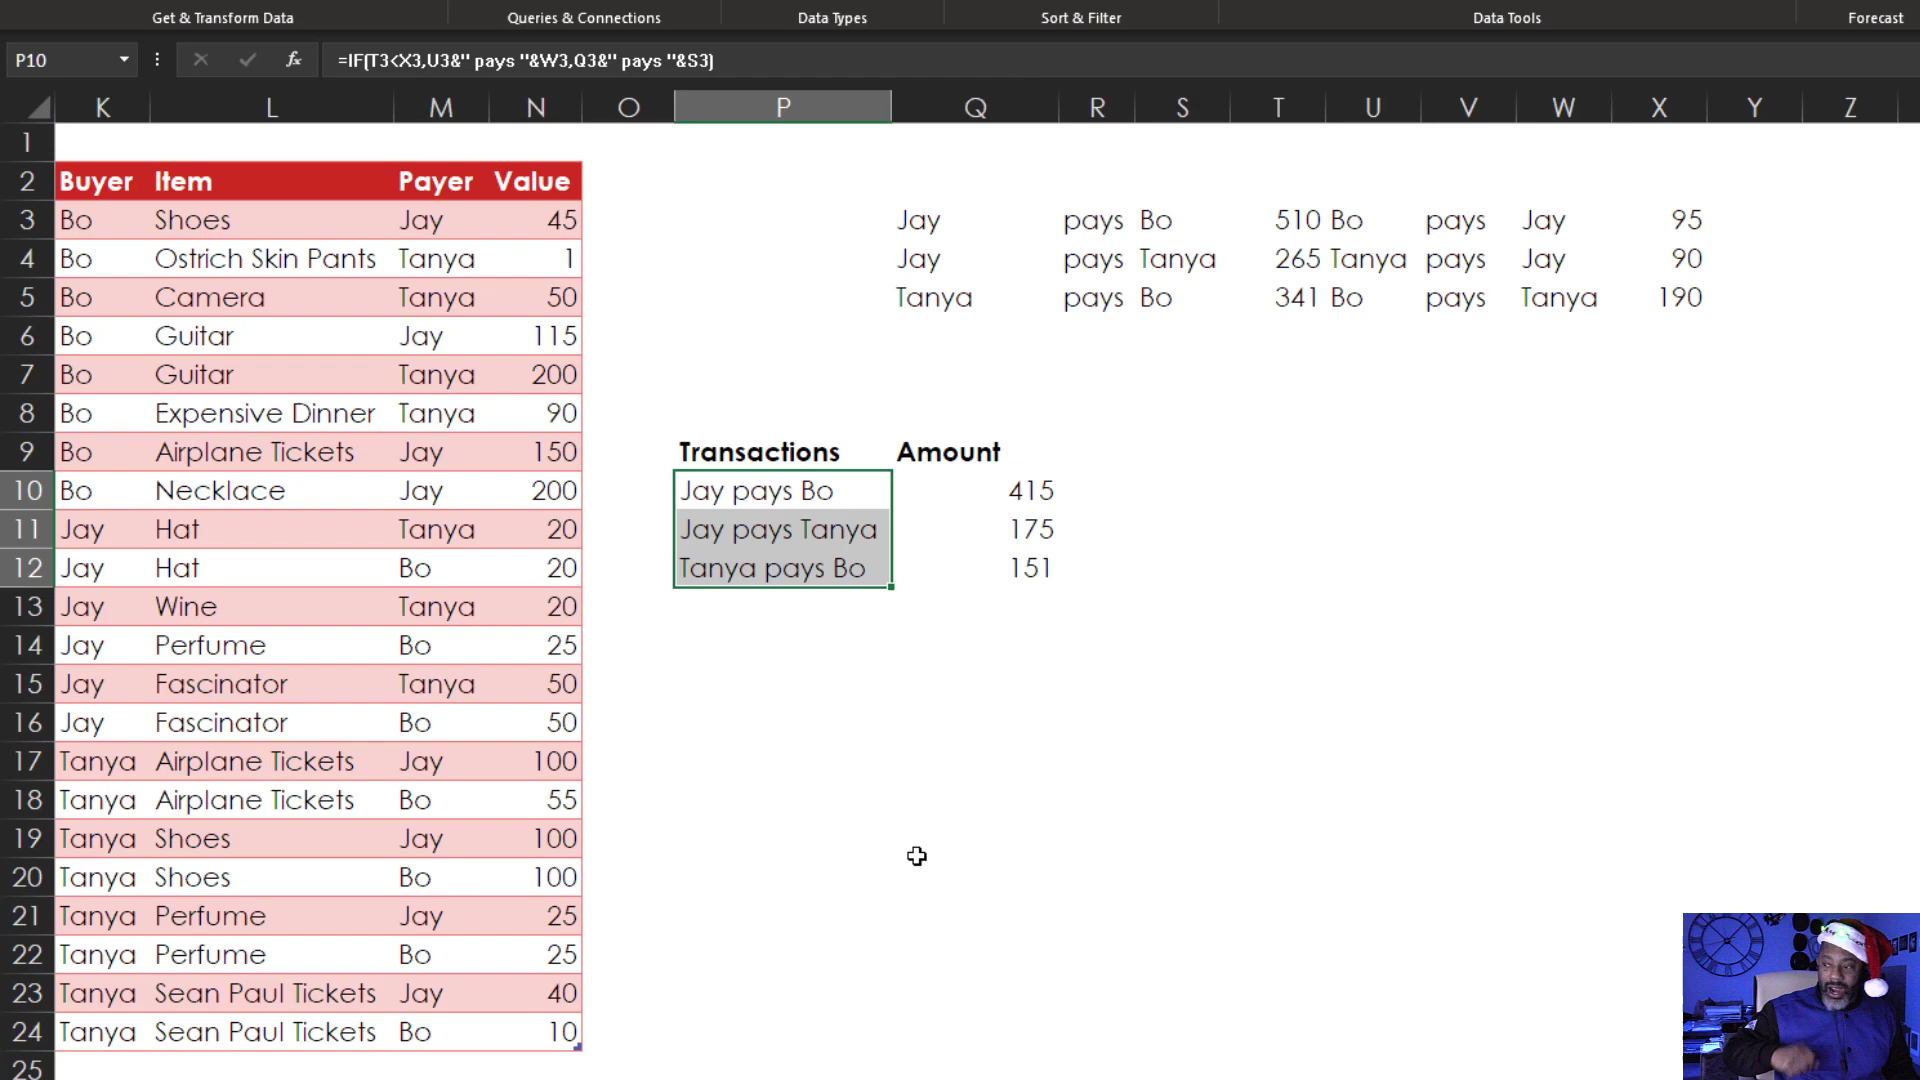 Get & Transform Data Queries & Connections Data Types Sort & Filter Data Tools Forecast
P10 fx =IF(T3<X3,U3&" pays "&W3,Q3&" pays "&S3)
K L M N O P Q R S T U V W X Y Z
1
2 Buyer Item Payer Value
3 Bo Shoes Jay 45 Jay pays Bo 510 Bo pays Jay 95
4 Bo Ostrich Skin Pants Tanya 1 Jay pays Tanya 265 Tanya pays Jay 90
5 Bo Camera Tanya 50 Tanya pays Bo 341 Bo pays Tanya 190
6 Bo Guitar Jay 115
7 Bo Guitar Tanya 200
8 Bo Expensive Dinner Tanya 90
9 Bo Airplane Tickets Jay 150 Transactions Amount
10 Bo Necklace Jay 200 Jay pays Bo 415
11 Jay Hat Tanya 20 Jay pays Tanya 175
12 Jay Hat Bo 20 Tanya pays Bo 151
13 Jay Wine Tanya 20
14 Jay Perfume Bo 25
15 Jay Fascinator Tanya 50
16 Jay Fascinator Bo 50
17 Tanya Airplane Tickets Jay 100
18 Tanya Airplane Tickets Bo 55
19 Tanya Shoes Jay 100
20 Tanya Shoes Bo 100
21 Tanya Perfume Jay 25
22 Tanya Perfume Bo 25
23 Tanya Sean Paul Tickets Jay 40
24 Tanya Sean Paul Tickets Bo 10
25